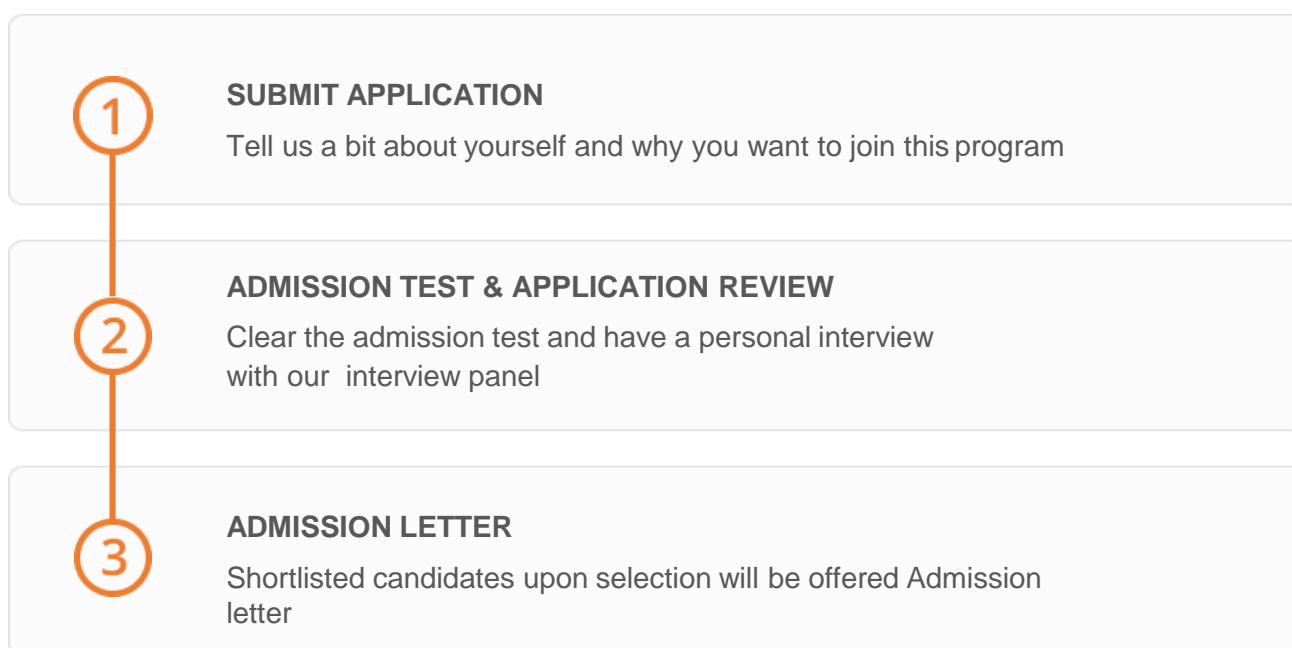 1
SUBMIT APPLICATION
Tell us a bit about yourself and why you want to join this program
2
ADMISSION TEST & APPLICATION REVIEW
Clear the admission test and have a personal interview
with our interview panel
3
ADMISSION LETTER
Shortlisted candidates upon selection will be offered Admission
letter